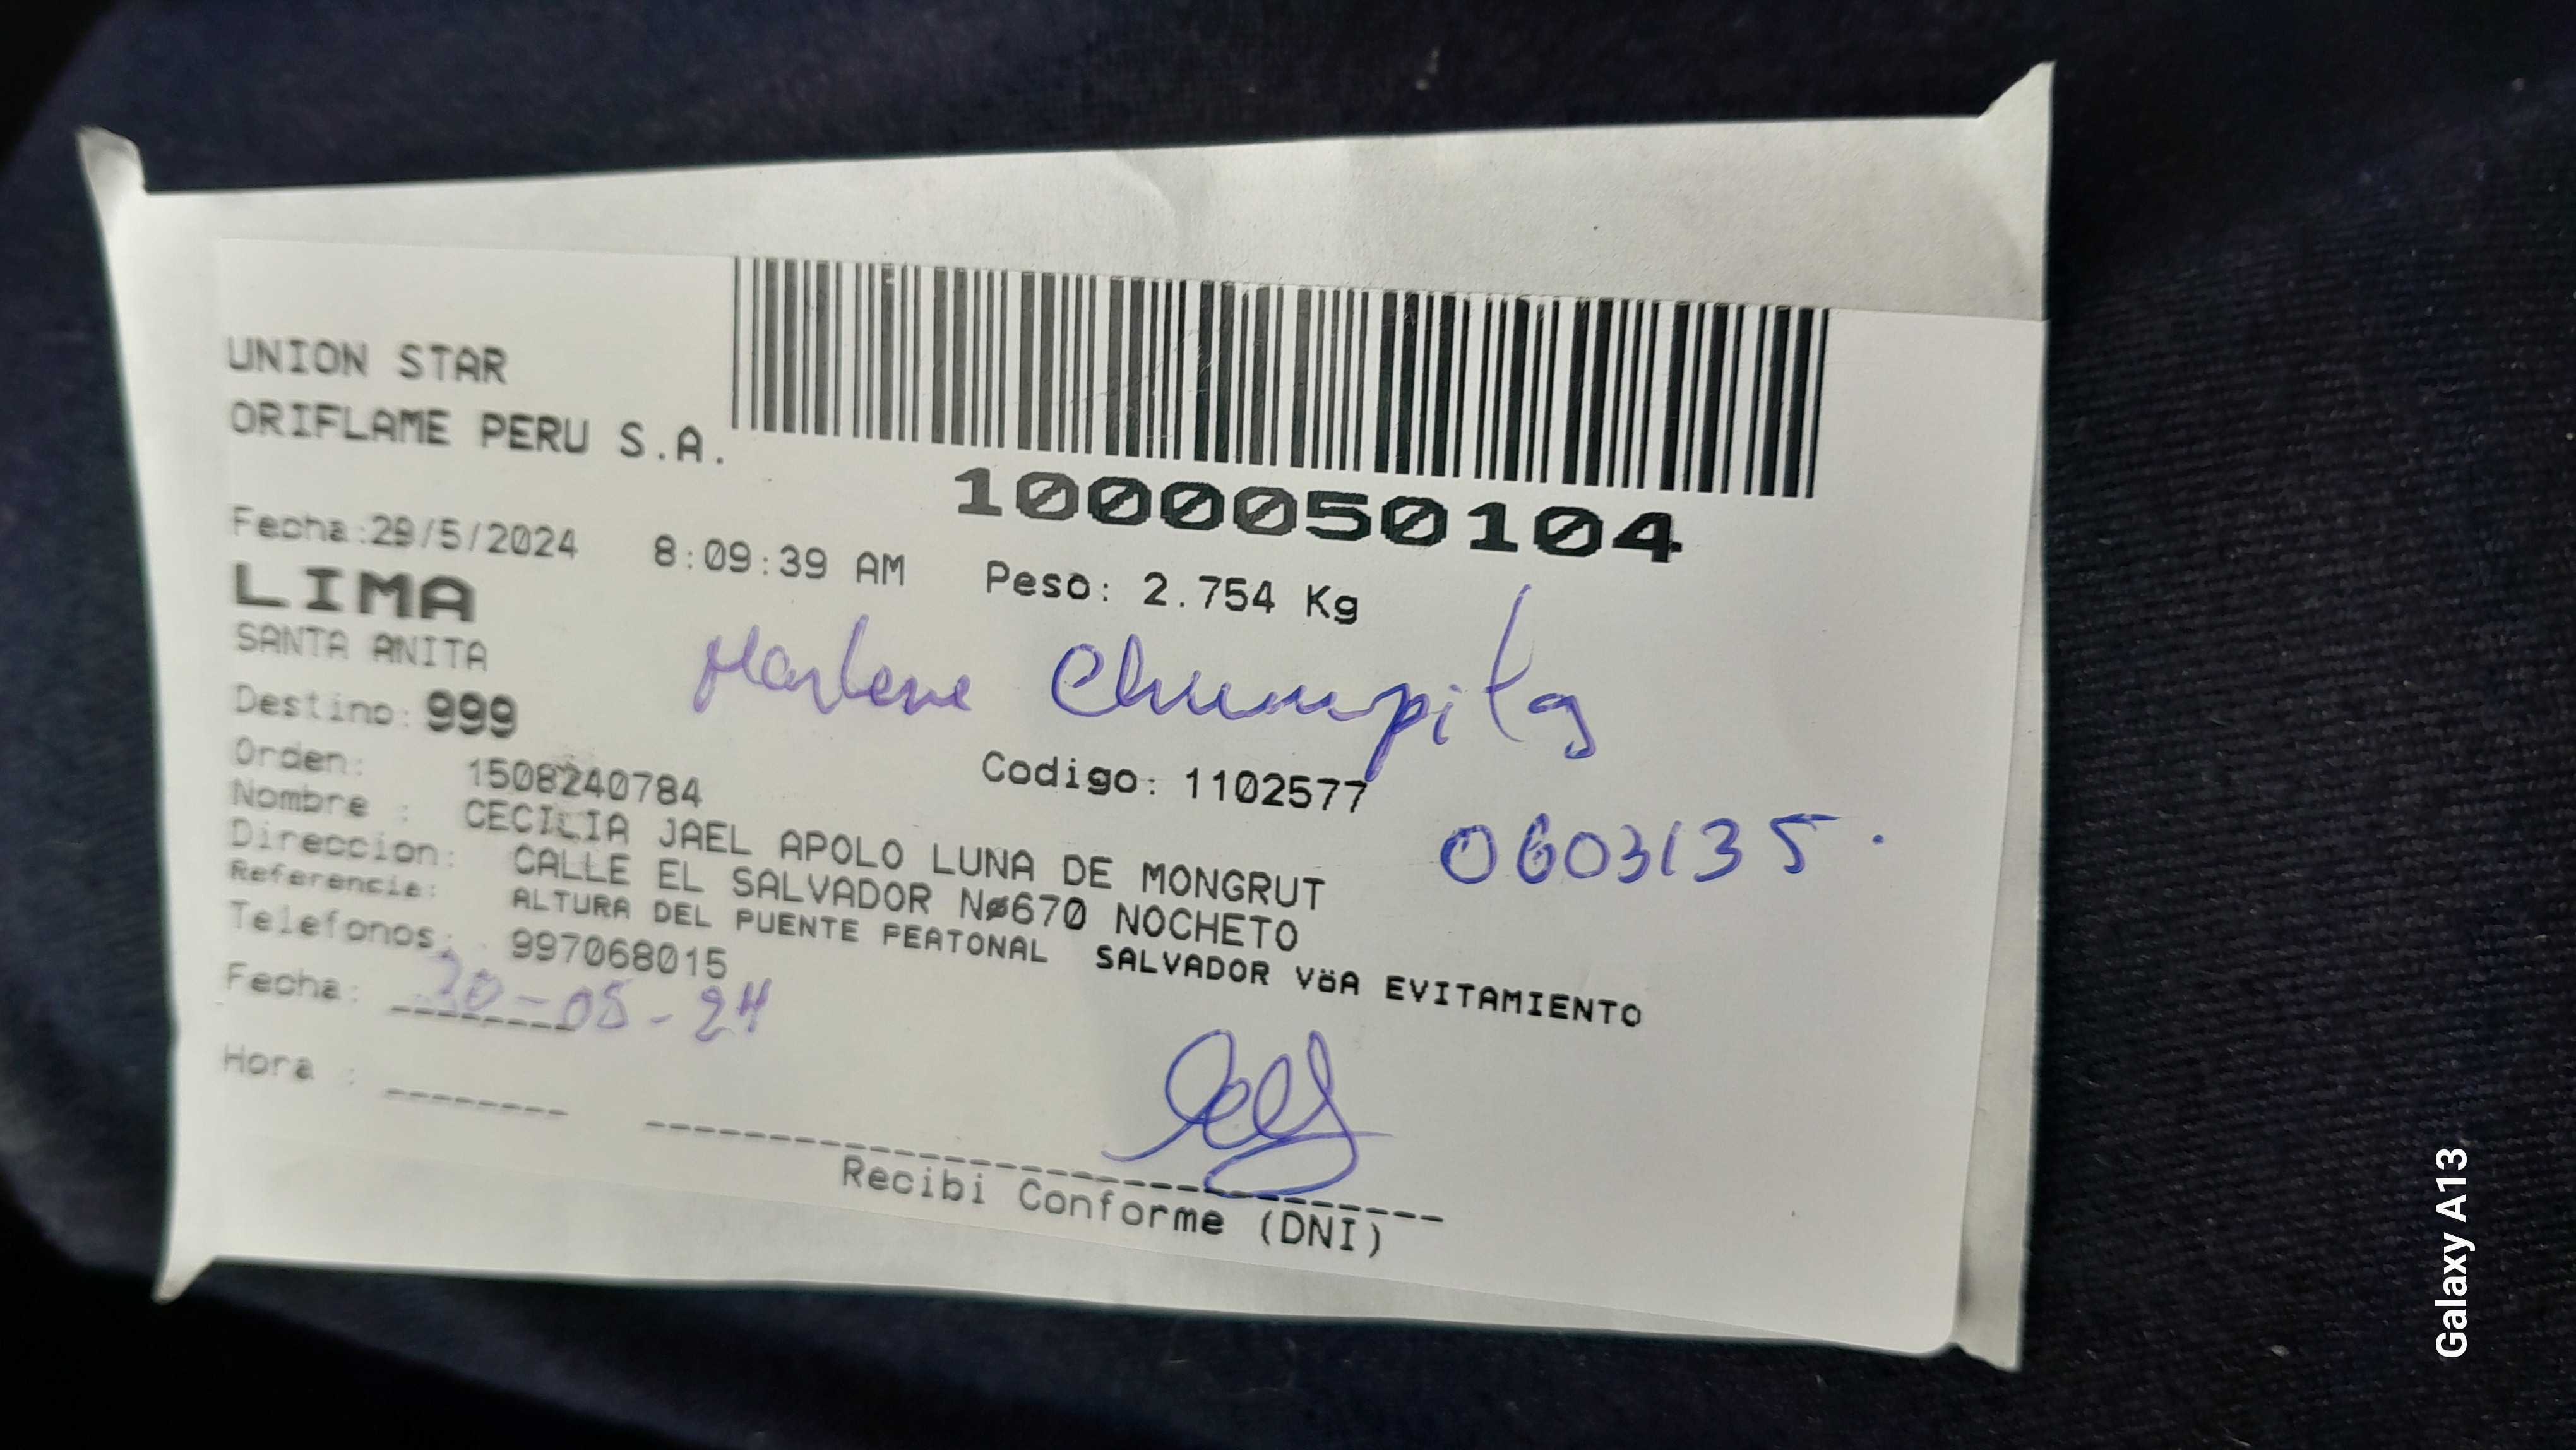 UNION STAR
ORIFLAME PERU S.A.
1000050104
Fecha:29/5/2024 8:09:39 AM Peso: 2.754 Kg
LIMA
SANTA ANITA
Marlene Chumpitaz
Destino: 999
Orden: 1508240784 Codigo: 1102577
0603135.
Nombre : CECILIA JAEL APOLO LUNA DE MONGRUT
Direccion: CALLE EL SALVADOR Nø670 NOCHETO
Referencia: ALTURA DEL PUENTE PEATONAL SALVADOR VöA EVITAMIENTO
Telefonos: 997068015
Fecha: 30-05-24
Hora :
Recibi Conforme (DNI)
Galaxy A13